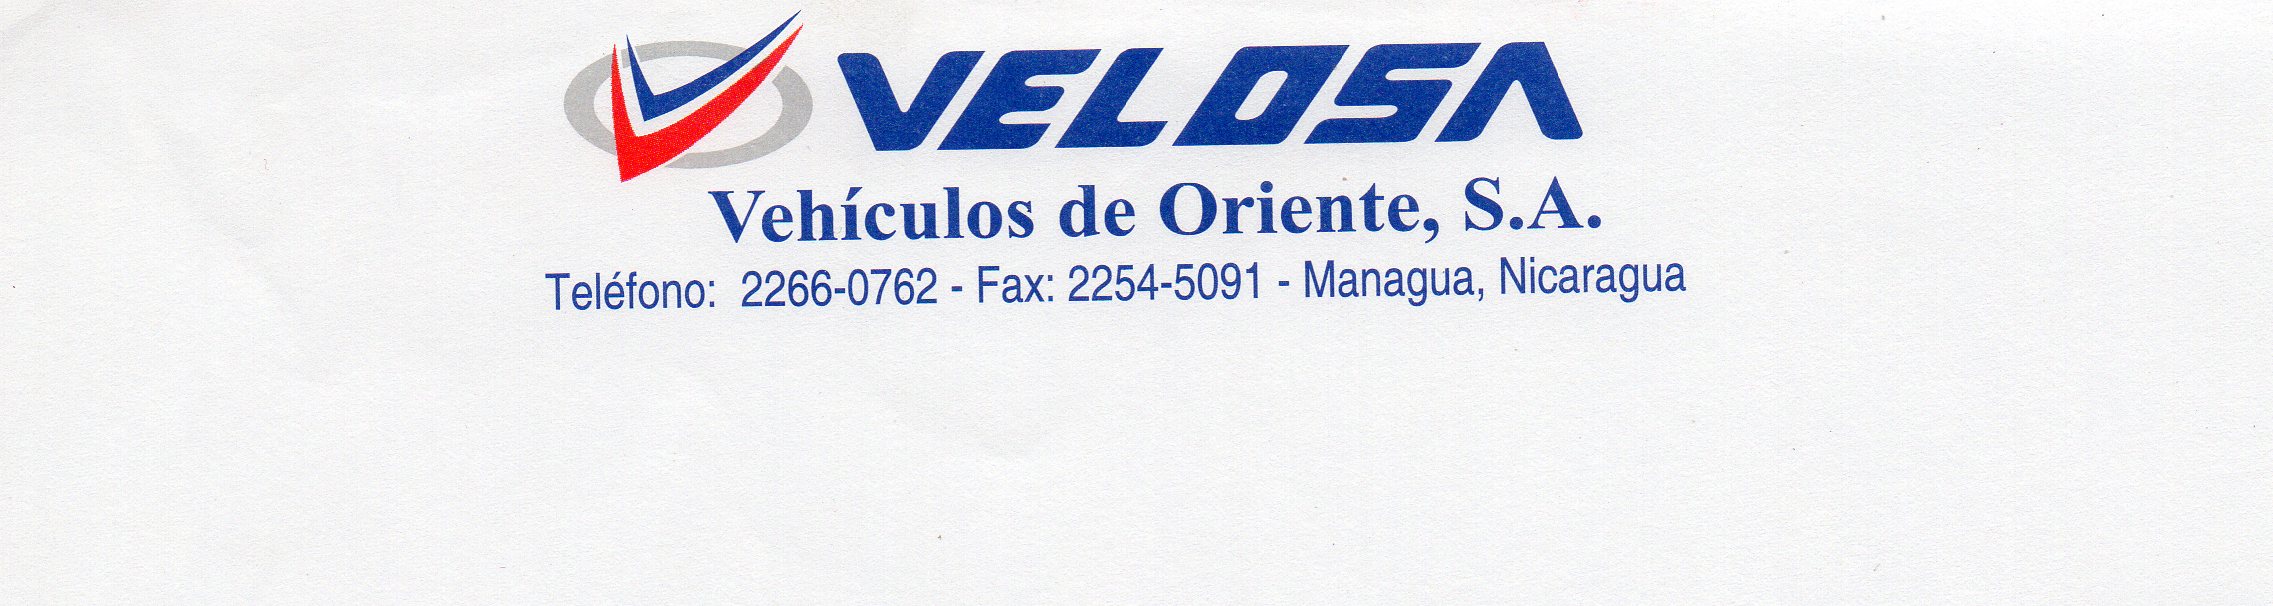 VELOSA
Vehículos de Oriente, S.A.
Teléfono: 2266-0762 - Fax: 2254-5091 - Managua, Nicaragua